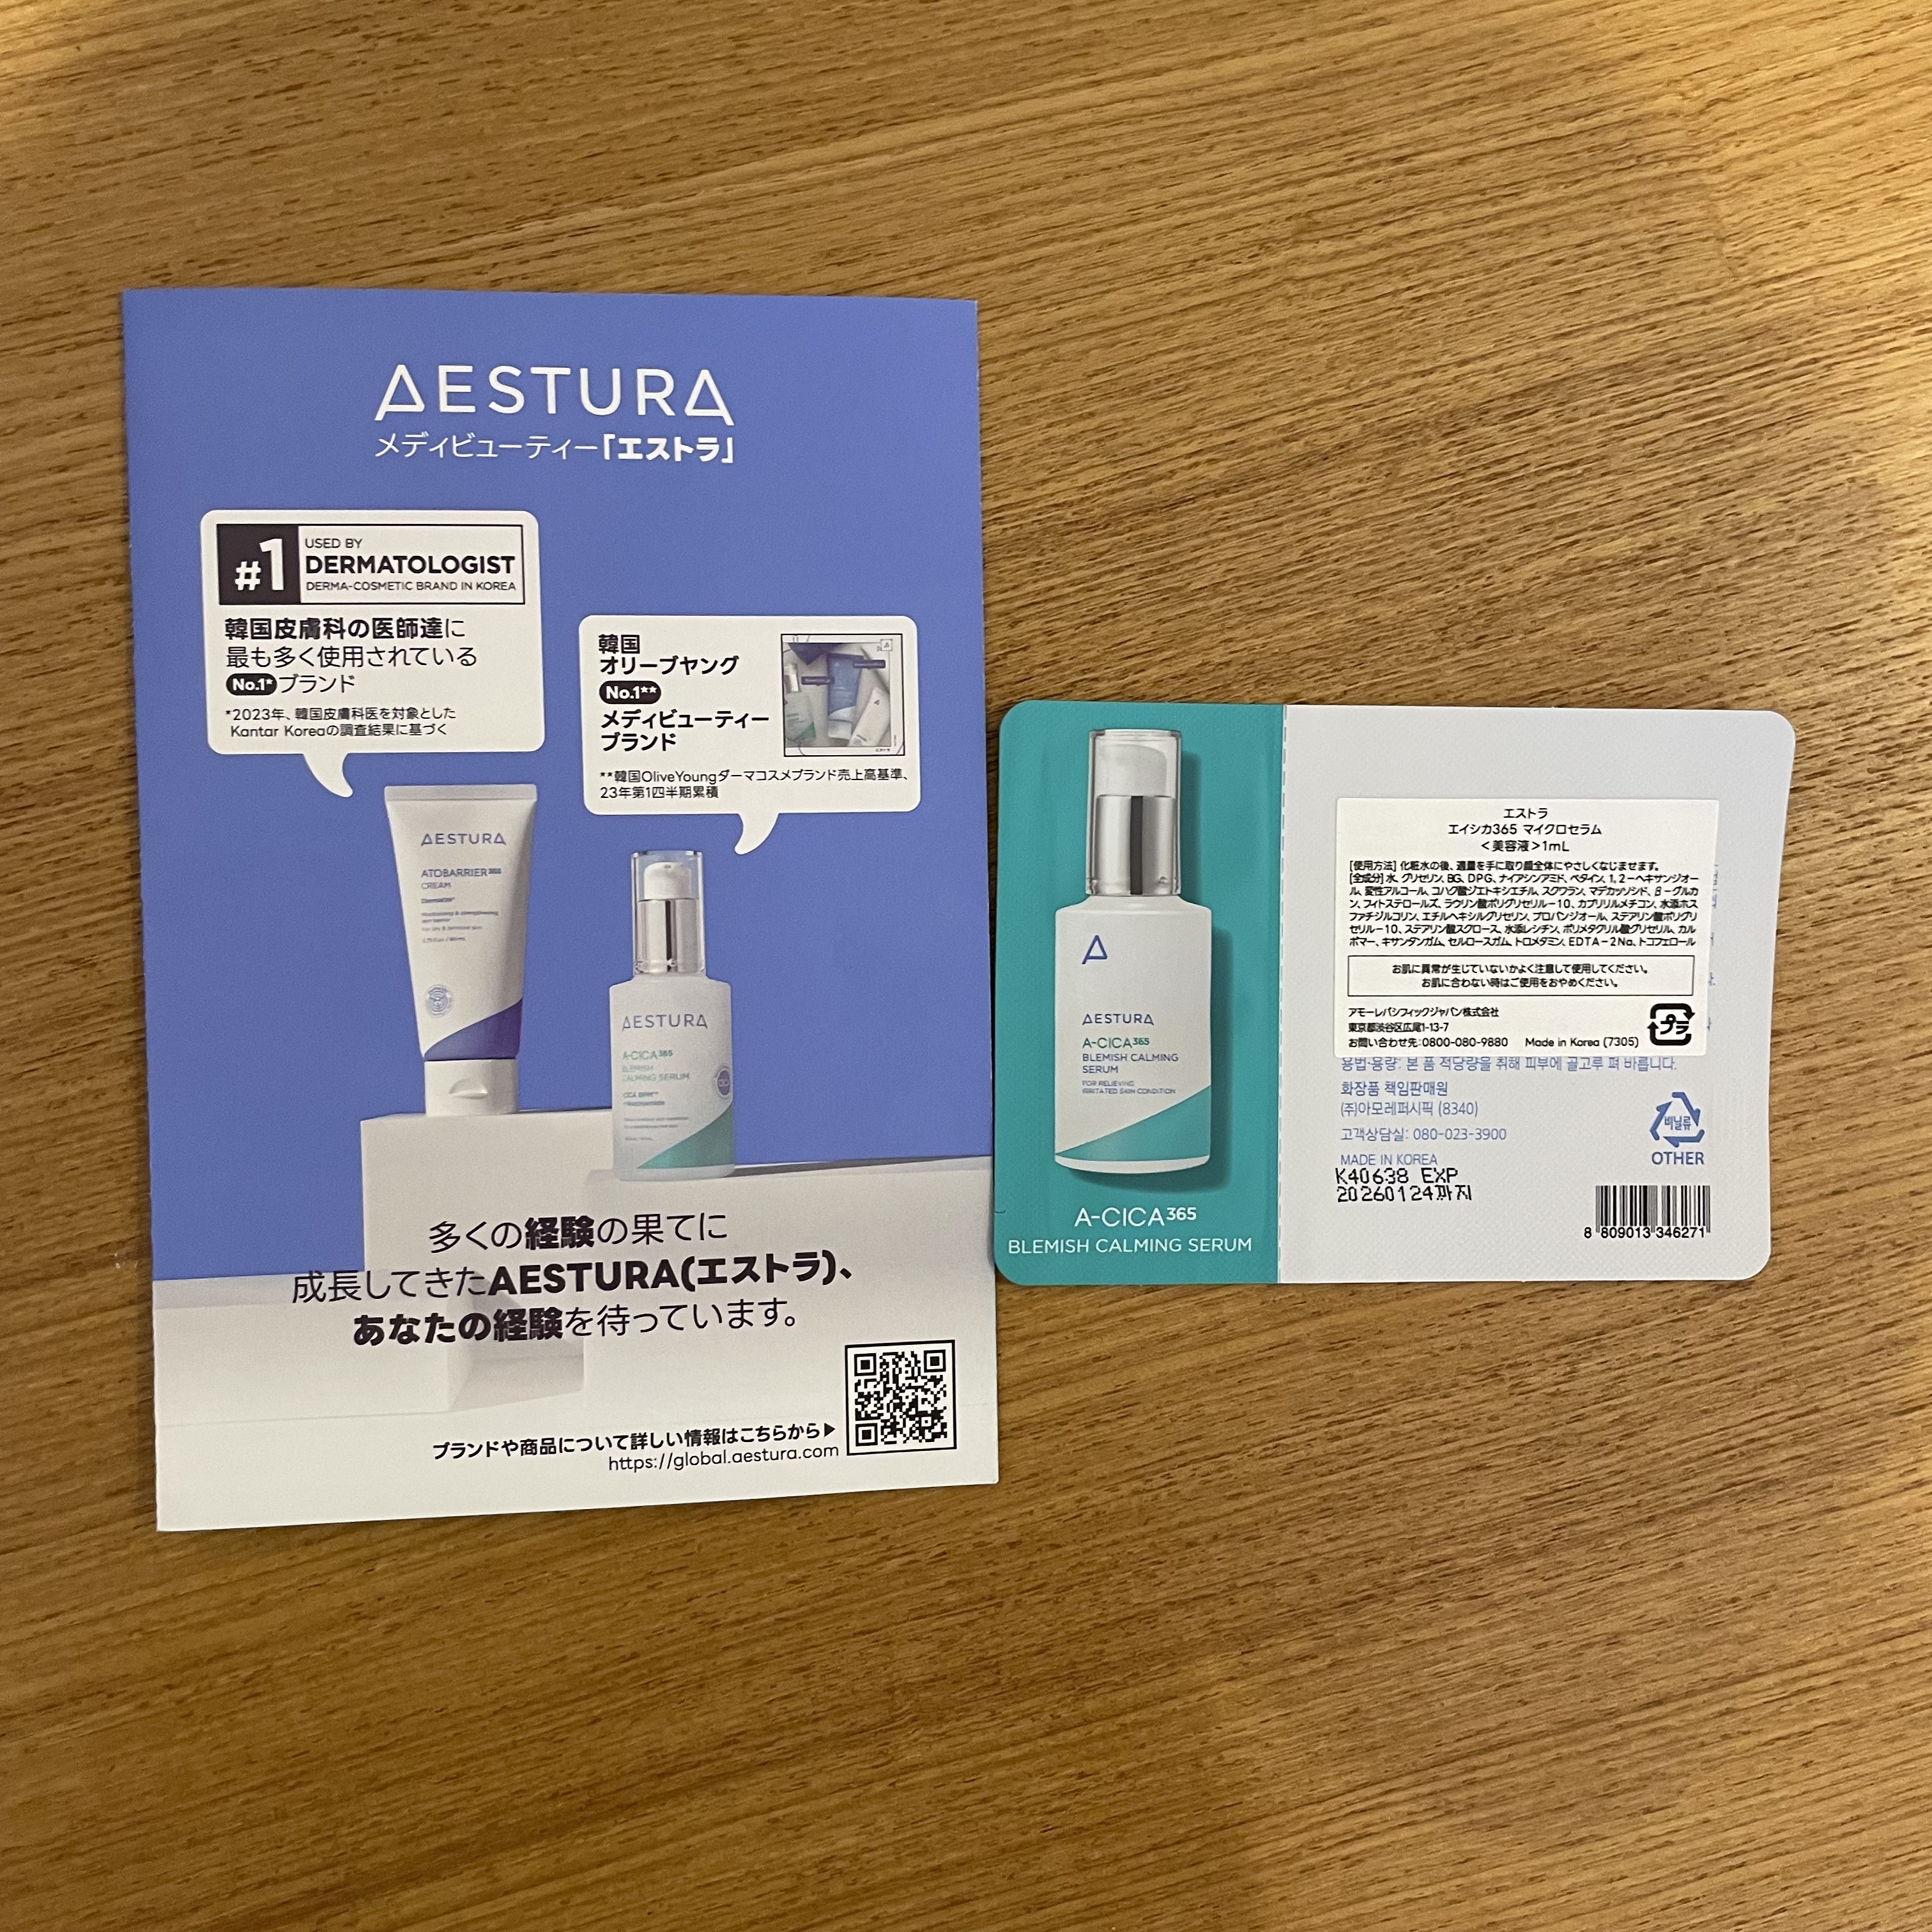 AESTURA
メディビューティー「エストラ」
#1 USED BY
DERMATOLOGIST
DERMA-COSMETIC BRAND IN KOREA
韓国皮膚科の医師達に
最も多く使用されている
No.1*ブランド
*2023年、韓国皮膚科医を対象とした
Kantar Koreaの調査結果に基づく
韓国
オリーブヤング
No.1**
メディビューティー
ブランド
**韓国OliveYoungダーマコスメブランド売上高基準、
23年第1四半期累積
AESTURA
ATOBARRIER365
CREAM
AESTURA
A-CICA365
BLEMISH
CALMING SERUM
多くの経験の果てに
成長してきたAESTURA(エストラ)、
あなたの経験を待っています。
ブランドや商品について詳しい情報はこちらから▶
https://global.aestura.com
AESTURA
A-CICA365
BLEMISH CALMING
SERUM
FOR RELIEVING
IRRITATED SKIN CONDITION
A-CICA365
BLEMISH CALMING SERUM
エストラ
エイシカ365 マイクロセラム
<美容液>1mL
[使用方法] 化粧水の後、適量を手に取り顔全体にやさしくなじませます。
[全成分] 水、グリセリン、BG、DPG、ナイアシンアミド、ベタイン、1,2-ヘキサンジオー
ル、変性アルコール、コハク酸ジエトキシエチル、スクワラン、マデカッソシド、β-グルカ
ン、フィトステロールズ、ラウリン酸ポリグリセリル-10、カプリリルメチコン、水添ホス
ファチジルコリン、エチルヘキシルグリセリン、プロパンジオール、ステアリン酸ポリグリ
セリル-10、ステアリン酸スクロース、水添レシチン、ポリメタクリル酸グリセリル、カル
ボマー、キサンタンガム、セルロースガム、トロメタミン、EDTA-2Na、トコフェロール
お肌に異常が生じていないかよく注意して使用してください。
お肌に合わない時はご使用をおやめください。
アモーレパシフィックジャパン株式会社
東京都渋谷区広尾1-13-7
お問い合わせ先:0800-080-9880 Made in Korea (7305)
プラ
용법·용량: 본 품 적당량을 취해 피부에 골고루 펴 바릅니다.
화장품 책임판매원
(주)아모레퍼시픽 (8340)
고객상담실: 080-023-3900
MADE IN KOREA
K40638 EXP
20260124까지
비닐류
OTHER
8 809013 346271